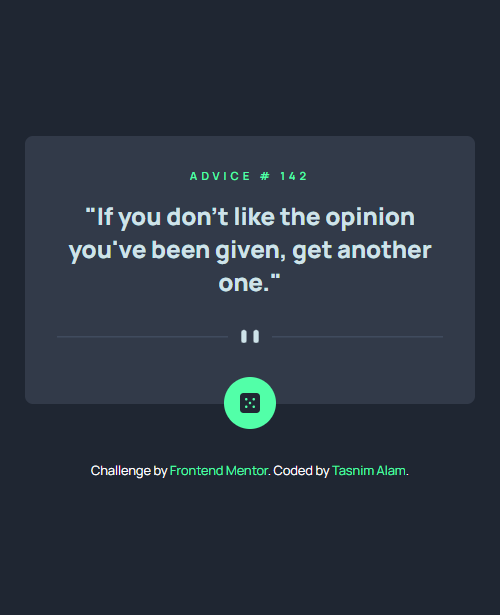 ADVICE # 142
"If you don’t like the opinion
you've been given, get another
one."
Challenge by Frontend Mentor. Coded by Tasnim Alam.